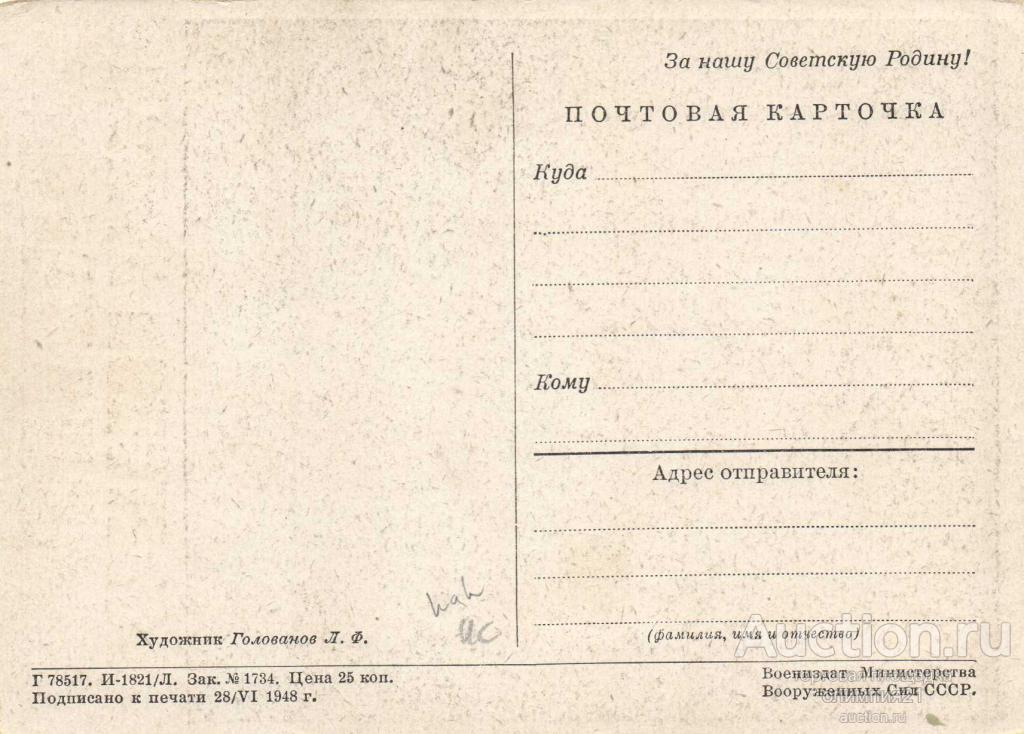 За нашу Советскую Родину!
ПОЧТОВАЯ КАРТОЧКА
Куда
Кому
Адрес отправителя:
(фамилия, имя и отчество)
Художник Голованов Л. Ф.
Г 78517. И-1821/Л. Зак. № 1734. Цена 25 коп.
Подписано к печати 28/VI 1948 г.
Воениздат Министерства
Вооруженных Сил СССР.
Auction.ru
олимпия21
auction.ru